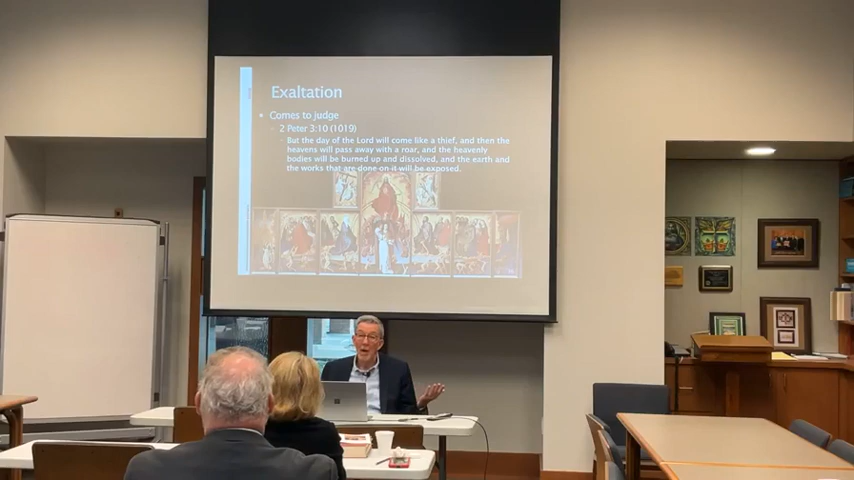 Exaltation
• Comes to judge
- 2 Peter 3:10 (1019)
- But the day of the Lord will come like a thief, and then the
heavens will pass away with a roar, and the heavenly
bodies will be burned up and dissolved, and the earth and
the works that are done on it will be exposed.